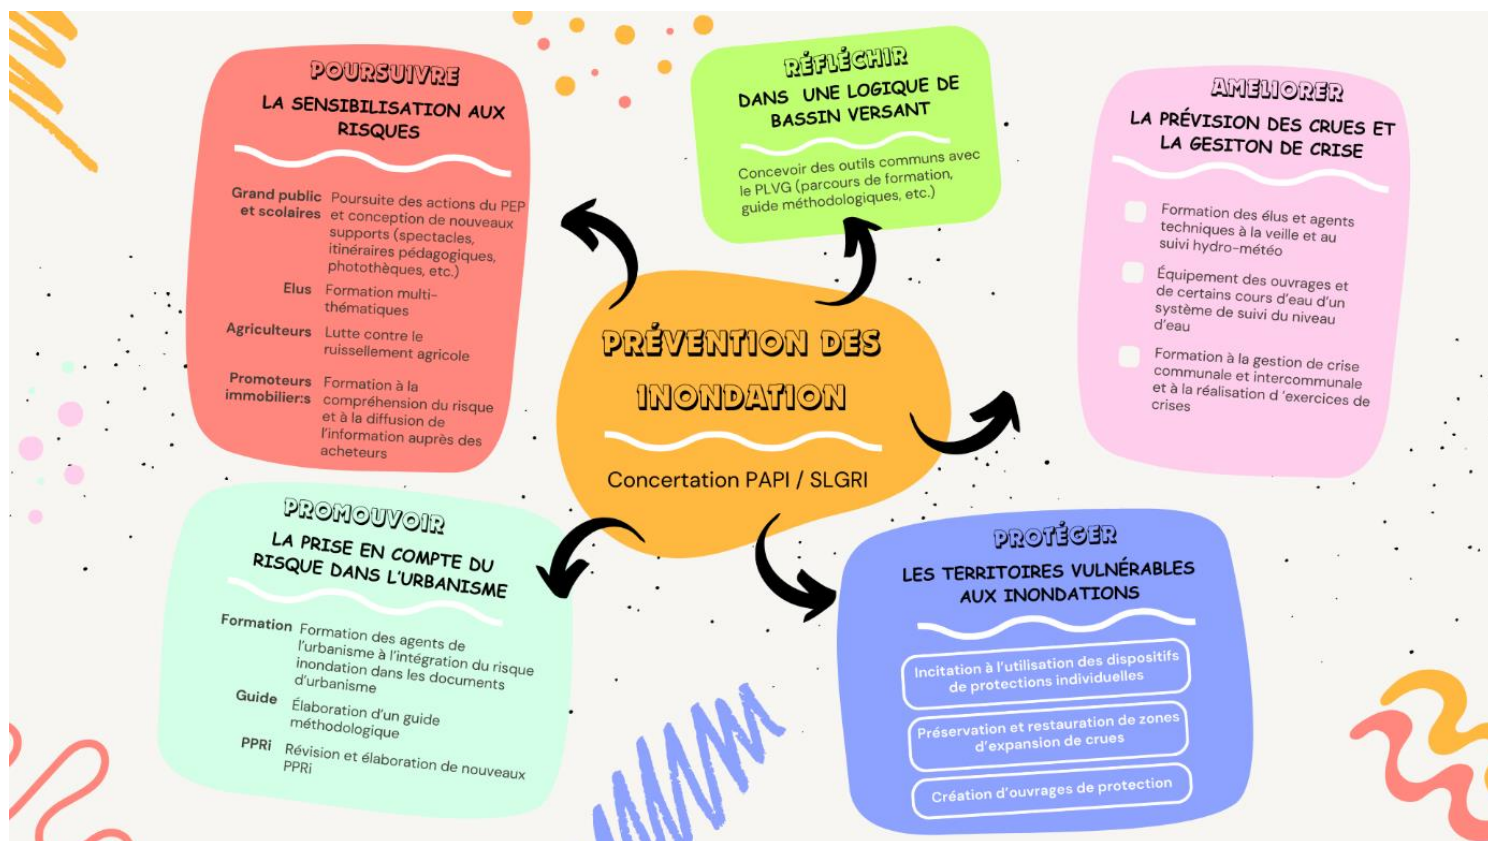 POURSUIVRE
LA SENSIBILISATION AUX
RISQUES
Grand public
et scolaires
Poursuite des actions du PEP
et conception de nouveaux
supports (spectacles,
itinéraires pédagogiques,
photothèques, etc.)
Elus
Formation multi-
thématiques
Agriculteurs
Lutte contre le
ruissellement agricole
Promoteurs
immobilier:s
Formation à la
compréhension du risque
et à la diffusion de
l'information auprès des
acheteurs
RÉFLÉCHIR
DANS UNE LOGIQUE DE
BASSIN VERSANT
Concevoir des outils communs avec
le PLVG (parcours de formation,
guide méthodologiques, etc.)
AMELIORER
LA PRÉVISION DES CRUES ET
LA GESITON DE CRISE
Formation des élus et agents
techniques à la veille et au
suivi hydro-météo
Équipement des ouvrages et
de certains cours d'eau d'un
système de suivi du niveau
d'eau
Formation à la gestion de crise
communale et intercommunale
et à la réalisation d 'exercices de
crises
PRÉVENTION DES
INONDATION
Concertation PAPI / SLGRI
PROMOUVOIR
LA PRISE EN COMPTE DU
RISQUE DANS L'URBANISME
Formation
Formation des agents de
l'urbanisme à l'intégration du risque
inondation dans les documents
d'urbanisme
Guide
Élaboration d'un guide
méthodologique
PPRi
Révision et élaboration de nouveaux
PPRi
PROTÉGER
LES TERRITOIRES VULNÉRABLES
AUX INONDATIONS
Incitation à l'utilisation des dispositifs
de protections individuelles
Préservation et restauration de zones
d'expansion de crues
Création d'ouvrages de protection